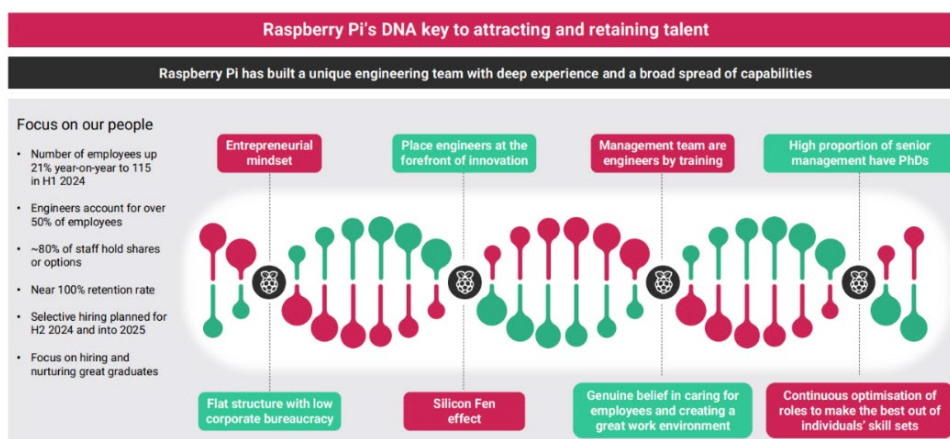 Raspberry Pi's DNA key to attracting and retaining talent
Raspberry Pi has built a unique engineering team with deep experience and a broad spread of capabilities
Focus on our people
• Number of employees up
21% year-on-year to 115
in H1 2024
• Engineers account for over
50% of employees
• ~80% of staff hold shares
or options
• Near 100% retention rate
• Selective hiring planned for
H2 2024 and into 2025
• Focus on hiring and
nurturing great graduates
Entrepreneurial
mindset
Place engineers at the
forefront of innovation
Management team are
engineers by training
High proportion of senior
management have PhDs
Flat structure with low
corporate bureaucracy
Silicon Fen
effect
Genuine belief in caring for
employees and creating a
great work environment
Continuous optimisation of
roles to make the best out of
individuals' skill sets